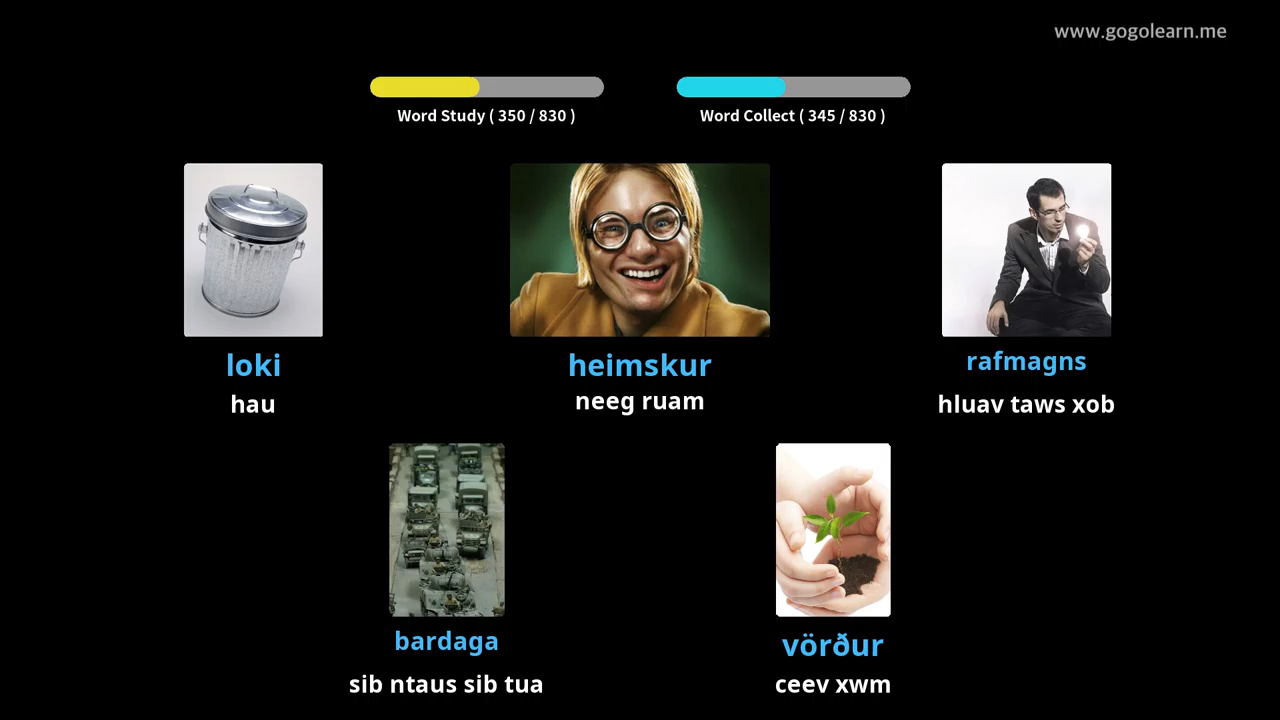 www.gogolearn.me
Word Study ( 350 / 830 )
Word Collect ( 345 / 830 )
loki
hau
heimskur
neeg ruam
rafmagns
hluav taws xob
bardaga
sib ntaus sib tua
vörður
ceev xwm